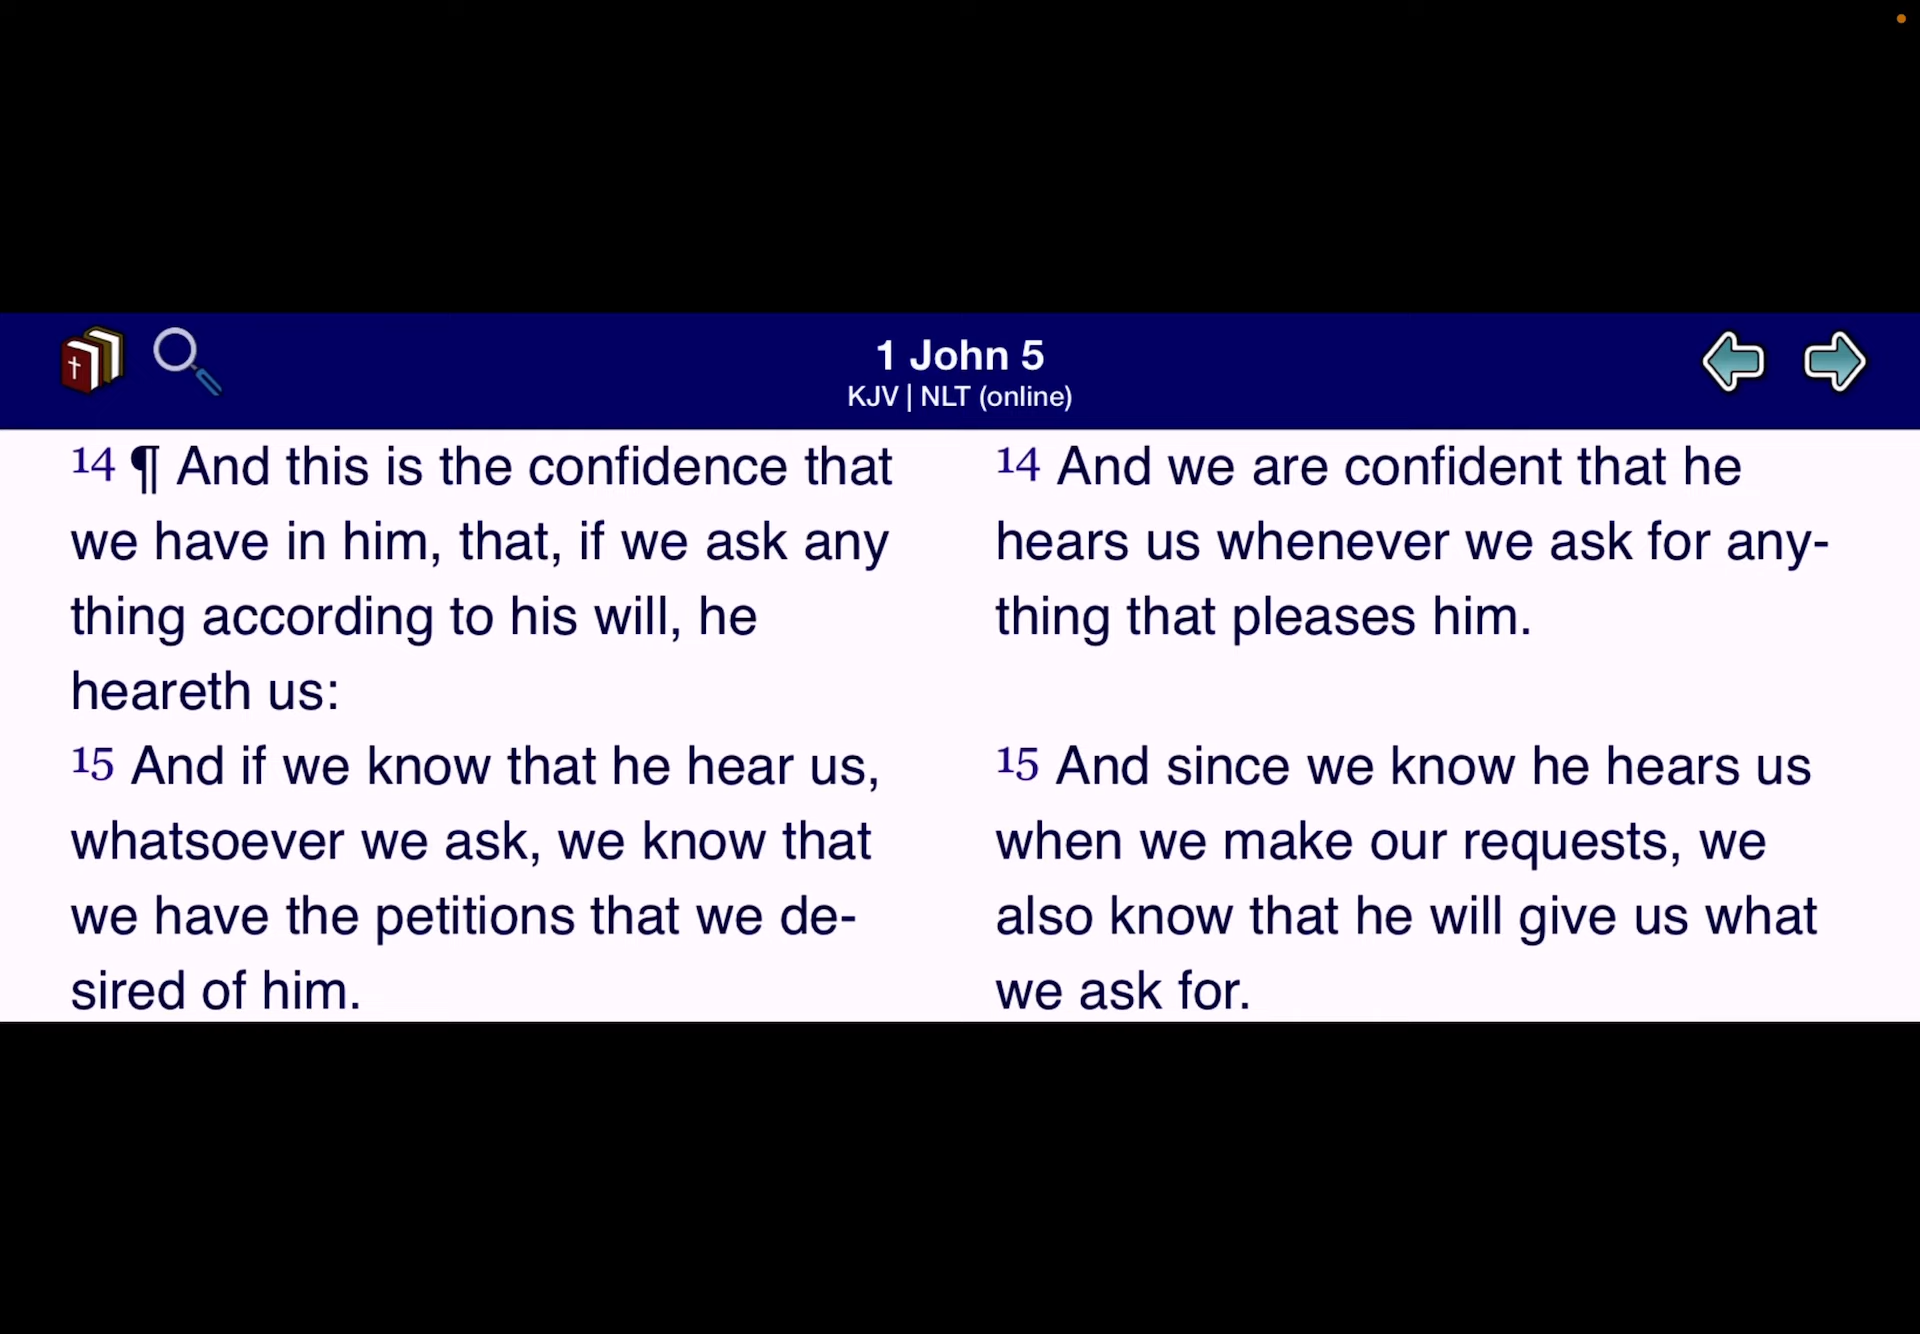 1 John 5
KJV | NLT (online)
14 ¶ And this is the confidence that
we have in him, that, if we ask any
thing according to his will, he
heareth us:
15 And if we know that he hear us,
whatsoever we ask, we know that
we have the petitions that we de-
sired of him.
14 And we are confident that he
hears us whenever we ask for any-
thing that pleases him.
15 And since we know he hears us
when we make our requests, we
also know that he will give us what
we ask for.